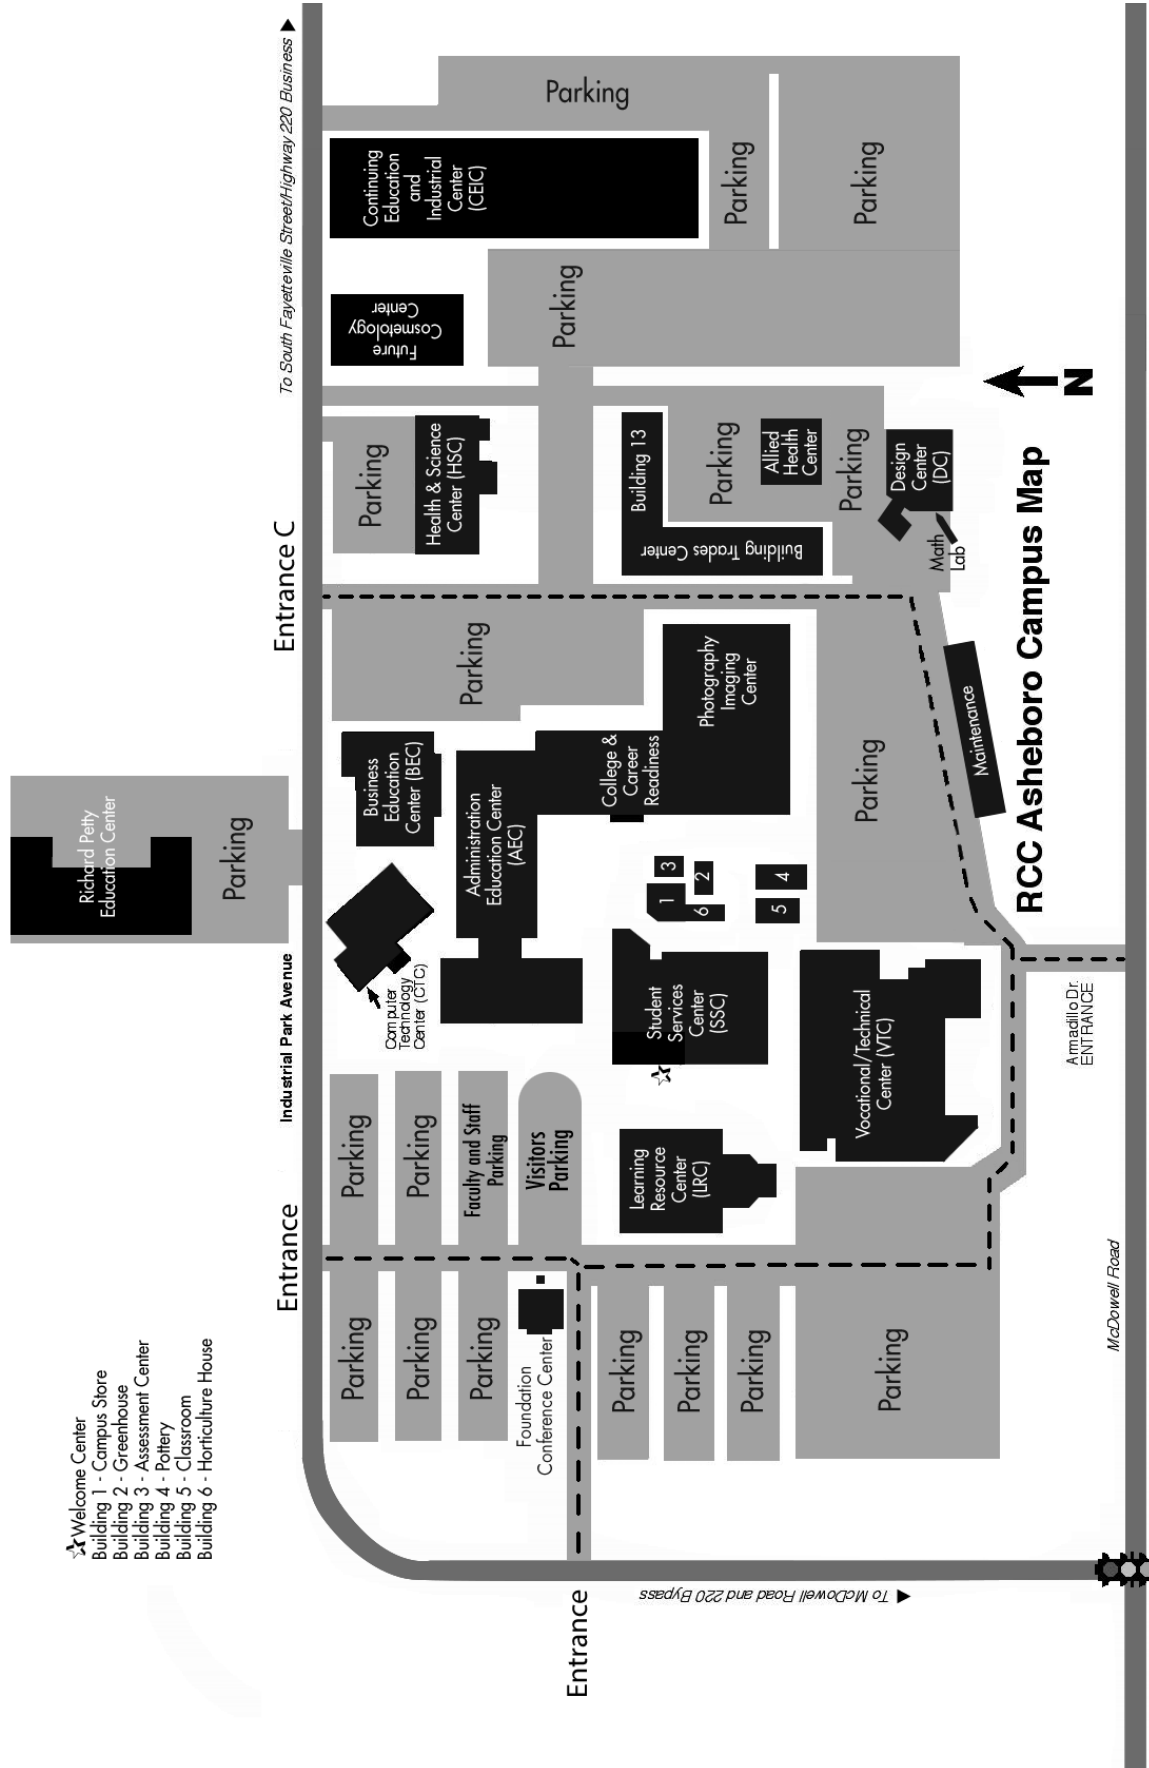 ☆Welcome Center
Building 1 - Campus Store
Building 2 - Greenhouse
Building 3 - Assessment Center
Building 4 - Pottery
Building 5 - Classroom
Building 6 - Horticulture House
Richard Petty
Education Center
Parking
Entrance
Industrial Park Avenue
Entrance C
To South Fayetteville Street/Highway 220 Business
Parking
Parking
Parking
Parking
Parking
Faculty and Staff
Parking
Visitors
Parking
Foundation
Conference Center
Computer
Technology
Center (CTC)
Business
Education
Center (BEC)
Administration
Education Center
(AEC)
College &
Career
Readiness
Photography
Imaging
Center
Parking
Parking
Health & Science
Center (HSC)
Future
Cosmetology
Center
Continuing
Education
and
Industrial
Center
(CEIC)
Parking
Parking
Parking
Parking
Entrance
To McDowell Road and 220 Bypass
Parking
Parking
Parking
Parking
Learning
Resource
Center
(LRC)
Student
Services
Center
(SSC)
1
2
3
4
5
6
Vocational/Technical
Center (VTC)
Parking
Building 13
Building Trades Center
Parking
Allied
Health
Center
Parking
Design
Center
(DC)
Math
Lab
Maintenance
RCC Asheboro Campus Map
N
Armadillo Dr.
ENTRANCE
McDowell Road